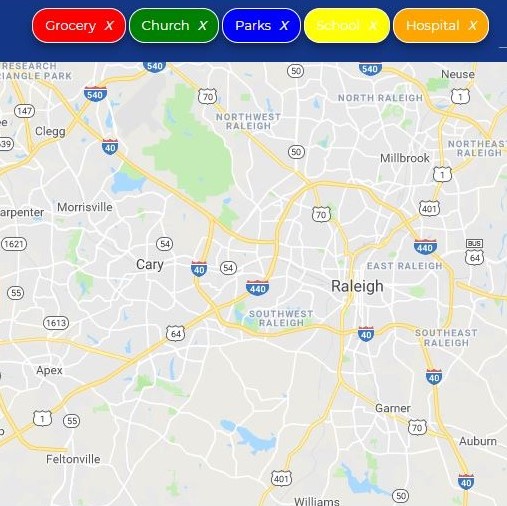 Grocery X Church X Parks X School X Hospital X
RESEARCH
IANGLE PARK
540
540
50
Neuse
540
70
NORTH RALEIGH
1
147
NORTHWEST
RALEIGH
Clegg
40
50
Millbrook
NORTHEAST
RALEIGH
1
Morrisville
arpenter
70
401
1621
54
440
BUS
64
Cary
40
54
EAST RALEIGH
55
440
Raleigh
1613
64
SOUTHWEST
RALEIGH
40
SOUTHEAST
RALEIGH
Apex
40
1
55
Garner
70
Auburn
Feltonville
401
40
50
Williams